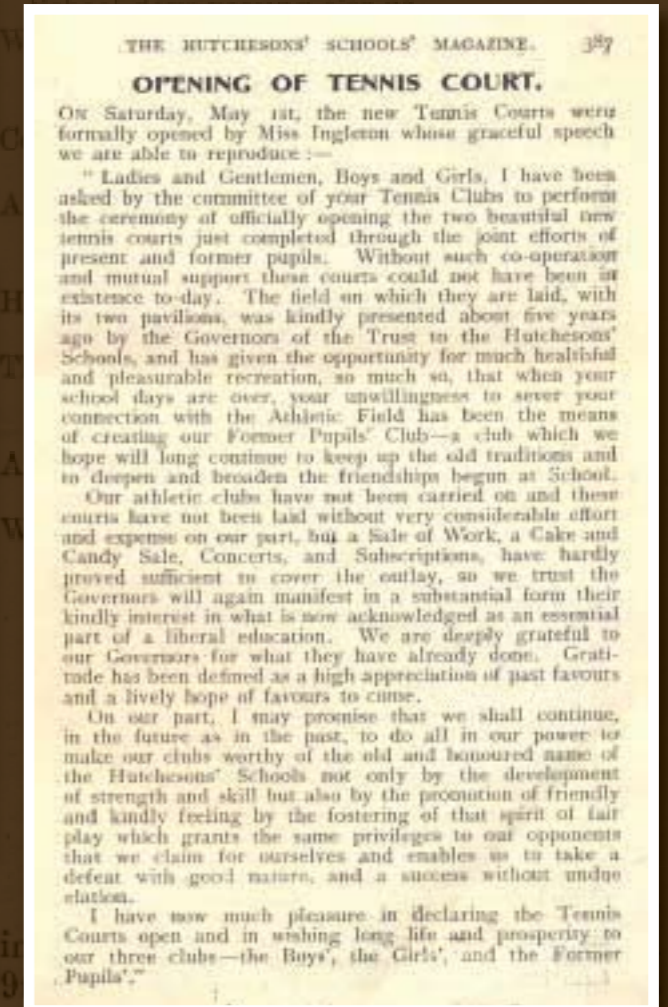 THE HUTCHESONS' SCHOOLS' MAGAZINE. 387
OPENING OF TENNIS COURT.
ON Saturday, May 1st, the new Tennis Courts were
formally opened by Miss Ingleton whose graceful speech
we are able to reproduce :—
" Ladies and Gentlemen, Boys and Girls, I have been
asked by the committee of your Tennis Clubs to perform
the ceremony of officially opening the two beautiful new
tennis courts just completed through the joint efforts of
present and former pupils. Without such co-operation
and mutual support these courts could not have been in
existence to-day. The field on which they are laid, with
its two pavilions, was kindly presented about five years
ago by the Governors of the Trust to the Hutchesons'
Schools, and has given the opportunity for much healthful
and pleasurable recreation, so much so, that when your
school days are over, your unwillingness to sever your
connection with the Athletic Field has been the means
of creating our Former Pupils' Club—a club which we
hope will long continue to keep up the old traditions and
to deepen and broaden the friendships begun at School.
Our athletic clubs have not been carried on and these
courts have not been laid without very considerable effort
and expense on our part, but a Sale of Work, a Cake and
Candy Sale, Concerts, and Subscriptions, have hardly
proved sufficient to cover the outlay, so we trust the
Governors will again manifest in a substantial form their
kindly interest in what is now acknowledged as an essential
part of a liberal education. We are deeply grateful to
our Governors for what they have already done. Grati-
tude has been defined as a high appreciation of past favours
and a lively hope of favours to come.
On our part, I may promise that we shall continue,
in the future as in the past, to do all in our power to
make our clubs worthy of the old and honoured name of
the Hutchesons' Schools not only by the development
of strength and skill but also by the promotion of friendly
and kindly feeling by the fostering of that spirit of fair
play which grants the same privileges to our opponents
that we claim for ourselves and enables us to take a
defeat with good nature, and a success without undue
elation.
I have now much pleasure in declaring the Tennis
Courts open and in wishing long life and prosperity to
our three clubs—the Boys', the Girls', and the Former
Pupils'."